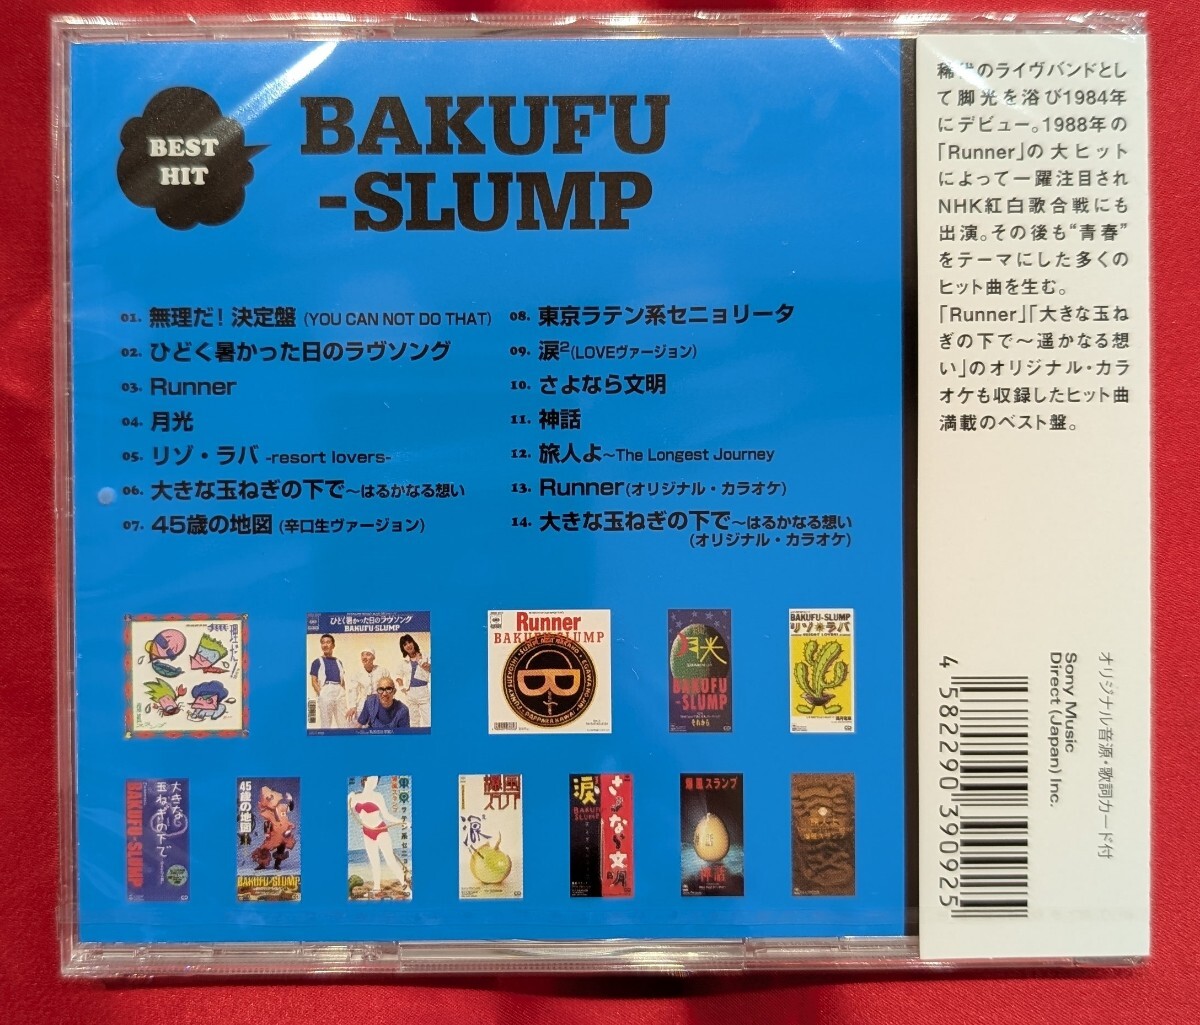 BEST
HIT
BAKUFU
-SLUMP
01. 無理だ! 決定盤 (YOU CAN NOT DO THAT)
02. ひどく暑かった日のラヴソング
03. Runner
04. 月光
05. リゾ・ラバ -resort lovers-
06. 大きな玉ねぎの下で〜はるかなる想い
07. 45歳の地図 (辛口生ヴァージョン)
08. 東京ラテン系セニョリータ
09. 涙²(LOVEヴァージョン)
10. さよなら文明
11. 神話
12. 旅人よ〜The Longest Journey
13. Runner(オリジナル・カラオケ)
14. 大きな玉ねぎの下で〜はるかなる想い
(オリジナル・カラオケ)
ひどく暑かった日のラヴソング
BAKUFU-SLUMP
Runner
BAKUFU-SLUMP
BAKUFU
-SLUMP
それから
BAKUFU-SLUMP
リゾ★ラバ
大きな
玉ねぎの下で
BAKUFU-SLUMP
45歳の地図
BAKUFU-SLUMP
東京ラテン系セニョリータ
涙
BAKUFU
SLUMP
さよなら文明
爆風スランプ
神話
稀代のライヴバンドとし
て脚光を浴び1984年
にデビュー。1988年の
「Runner」の大ヒット
によって一躍注目され
NHK紅白歌合戦にも
出演。その後も“青春”
をテーマにした多くの
ヒット曲を生む。
「Runner」「大きな玉ね
ぎの下で〜遥かなる想
い」のオリジナル・カラ
オケも収録したヒット曲
満載のベスト盤。
オリジナル音源・歌詞カード付
Sony Music
Direct (Japan) Inc.
4 582290 390925